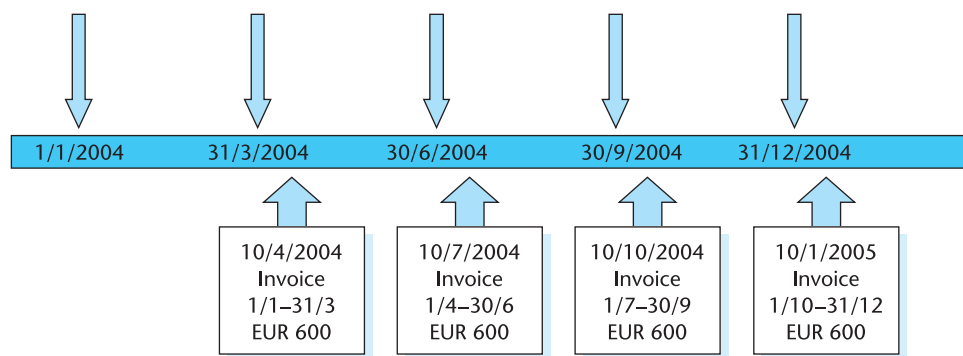 1/1/2004 31/3/2004 30/6/2004 30/9/2004 31/12/2004
10/4/2004
Invoice
1/1–31/3
EUR 600
10/7/2004
Invoice
1/4–30/6
EUR 600
10/10/2004
Invoice
1/7–30/9
EUR 600
10/1/2005
Invoice
1/10–31/12
EUR 600